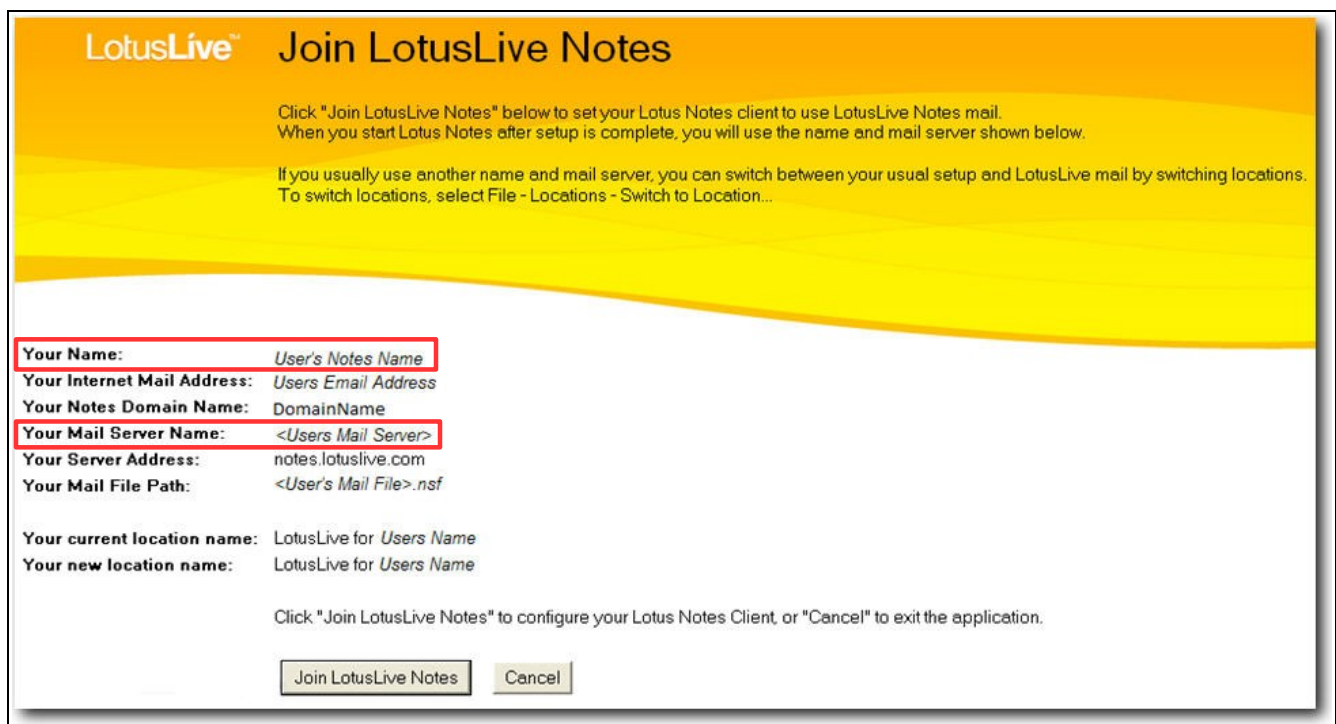 LotusLive™ Join LotusLive Notes
Click "Join LotusLive Notes" below to set your Lotus Notes client to use LotusLive Notes mail.
When you start Lotus Notes after setup is complete, you will use the name and mail server shown below.
If you usually use another name and mail server, you can switch between your usual setup and LotusLive mail by switching locations.
To switch locations, select File - Locations - Switch to Location...
Your Name: User's Notes Name
Your Internet Mail Address: Users Email Address
Your Notes Domain Name: DomainName
Your Mail Server Name: <Users Mail Server>
Your Server Address: notes.lotuslive.com
Your Mail File Path: <User's Mail File>.nsf
Your current location name: LotusLive for Users Name
Your new location name: LotusLive for Users Name
Click "Join LotusLive Notes" to configure your Lotus Notes Client, or "Cancel" to exit the application.
Join LotusLive Notes Cancel